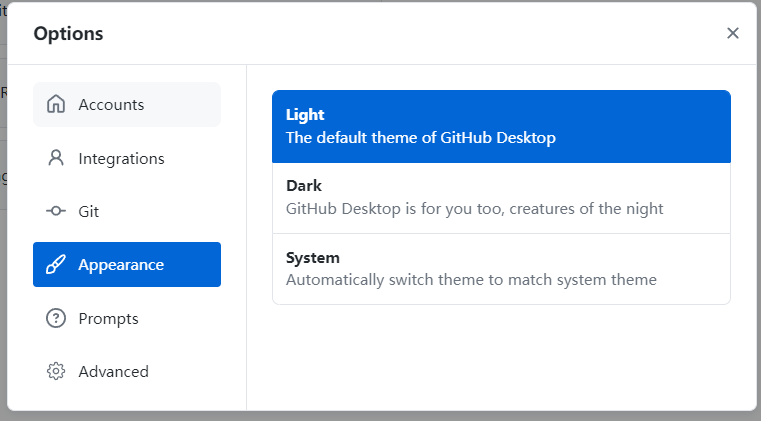 Options
Accounts
Integrations
Git
Appearance
Prompts
Advanced
Light
The default theme of GitHub Desktop
Dark
GitHub Desktop is for you too, creatures of the night
System
Automatically switch theme to match system theme